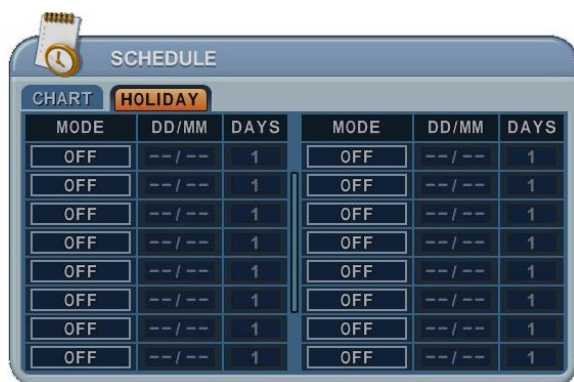 SCHEDULE
CHART HOLIDAY
MODE DD/MM DAYS MODE DD/MM DAYS
OFF --/-- 1 OFF --/-- 1
OFF --/-- 1 OFF --/-- 1
OFF --/-- 1 OFF --/-- 1
OFF --/-- 1 OFF --/-- 1
OFF --/-- 1 OFF --/-- 1
OFF --/-- 1 OFF --/-- 1
OFF --/-- 1 OFF --/-- 1
OFF --/-- 1 OFF --/-- 1